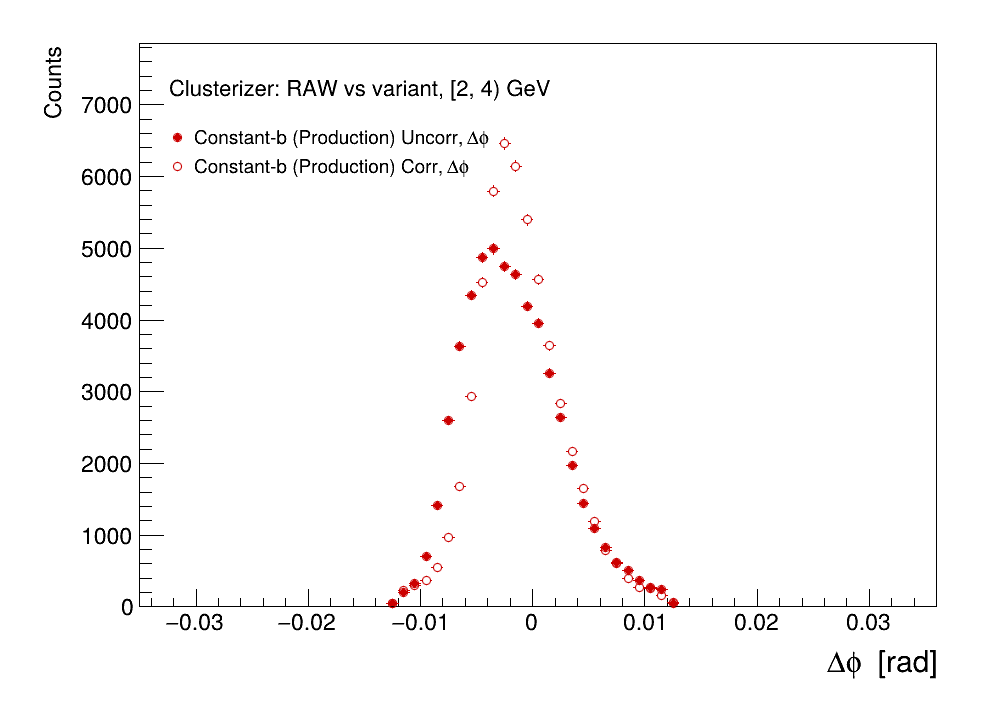 Counts
Clusterizer: RAW vs variant, [2, 4) GeV
Constant-b (Production) Uncorr, Δϕ
Constant-b (Production) Corr, Δϕ
7000
6000
5000
4000
3000
2000
1000
0
−0.03 −0.02 −0.01 0 0.01 0.02 0.03
Δϕ [rad]